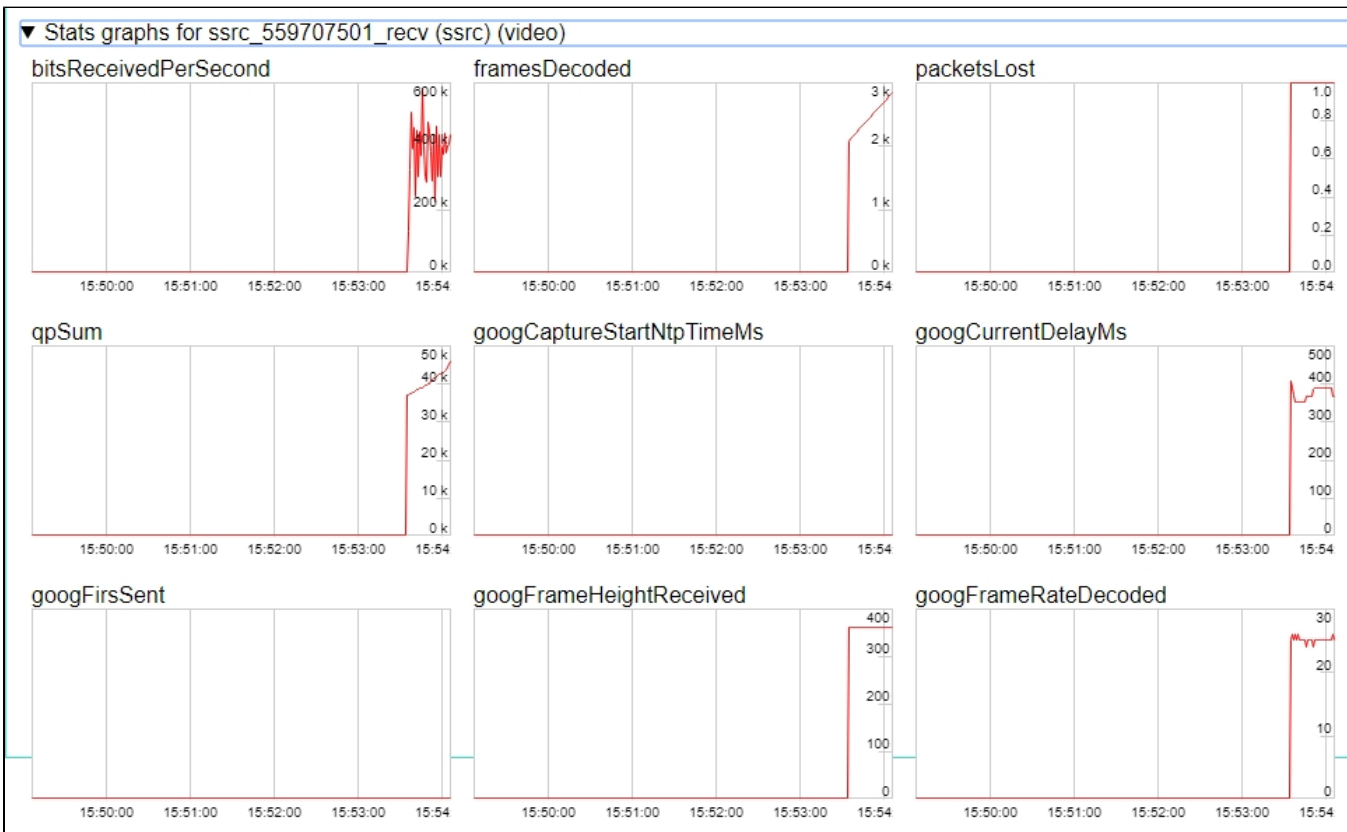 ▼ Stats graphs for ssrc_559707501_recv (ssrc) (video)
bitsReceivedPerSecond
600 k
400 k
200 k
0 k
15:50:00 15:51:00 15:52:00 15:53:00 15:54
framesDecoded
3 k
2 k
1 k
0 k
15:50:00 15:51:00 15:52:00 15:53:00 15:54
packetsLost
1.0
0.8
0.6
0.4
0.2
0.0
15:50:00 15:51:00 15:52:00 15:53:00 15:54
qpSum
50 k
40 k
30 k
20 k
10 k
0 k
15:50:00 15:51:00 15:52:00 15:53:00 15:54
googCaptureStartNtpTimeMs
15:50:00 15:51:00 15:52:00 15:53:00 15:54
googCurrentDelayMs
500
400
300
200
100
0
15:50:00 15:51:00 15:52:00 15:53:00 15:54
googFirsSent
15:50:00 15:51:00 15:52:00 15:53:00 15:54
googFrameHeightReceived
400
300
200
100
0
15:50:00 15:51:00 15:52:00 15:53:00 15:54
googFrameRateDecoded
30
20
10
0
15:50:00 15:51:00 15:52:00 15:53:00 15:54